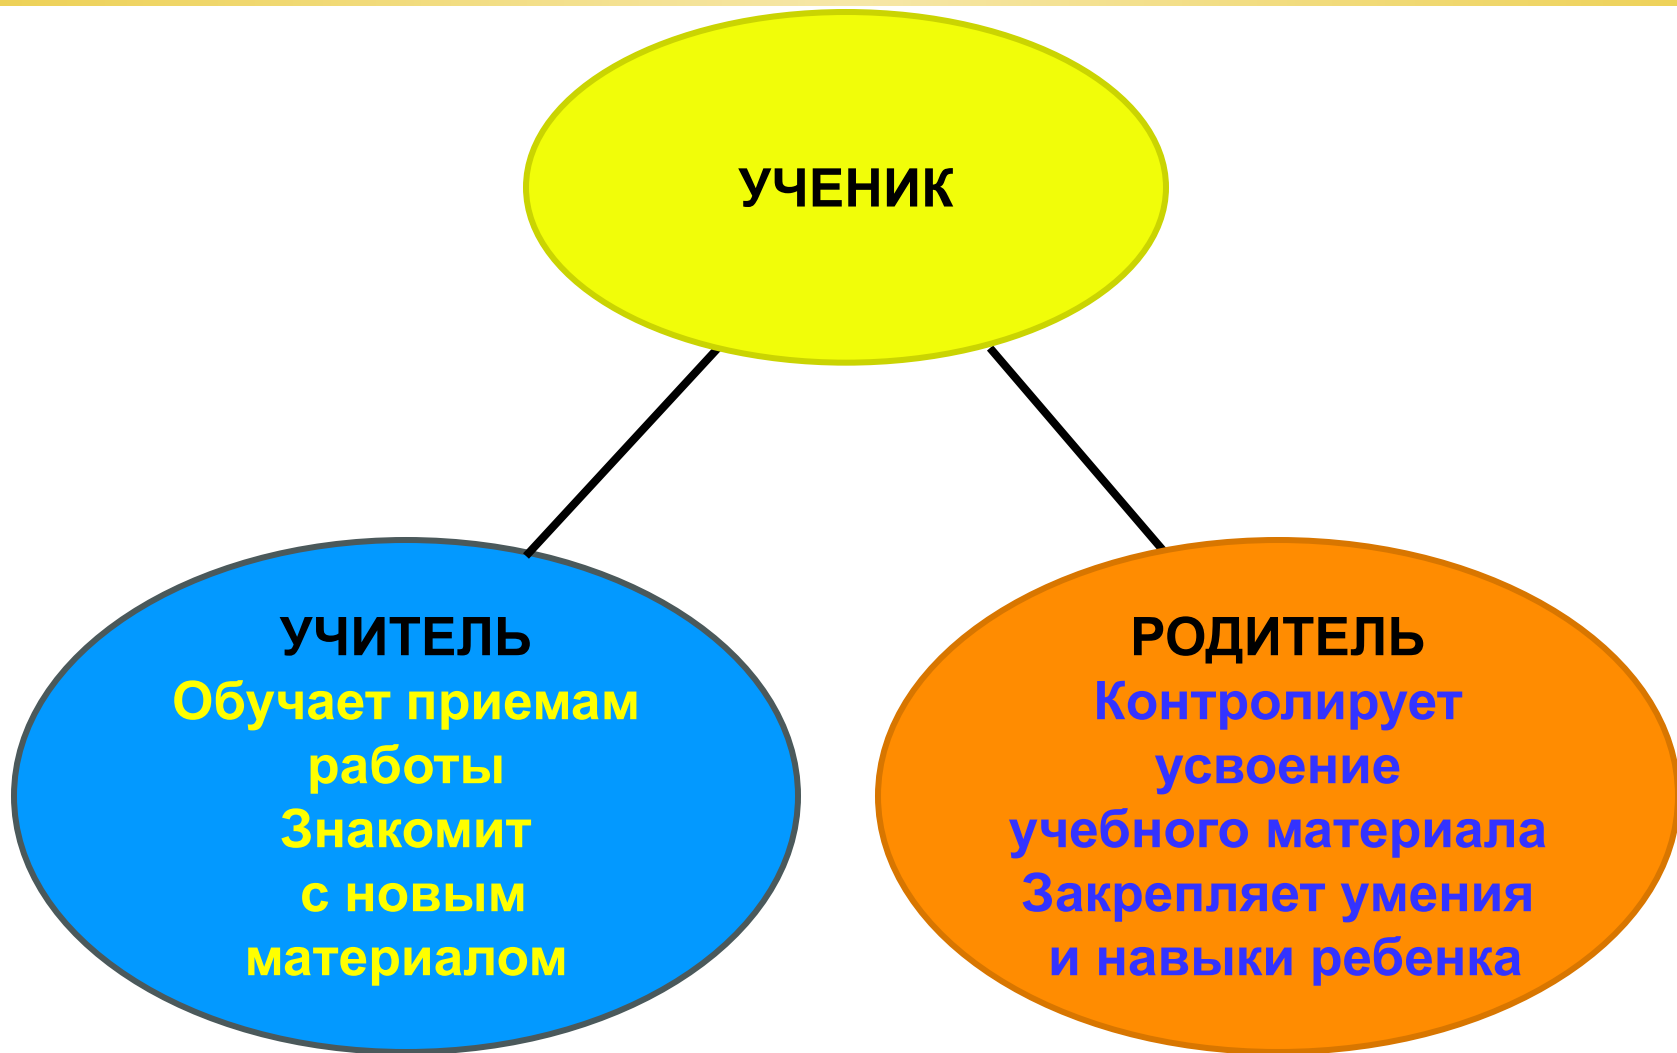 УЧЕНИК
УЧИТЕЛЬ
Обучает приемам
работы
Знакомит
с новым
материалом
РОДИТЕЛЬ
Контролирует
усвоение
учебного материала
Закрепляет умения
и навыки ребенка